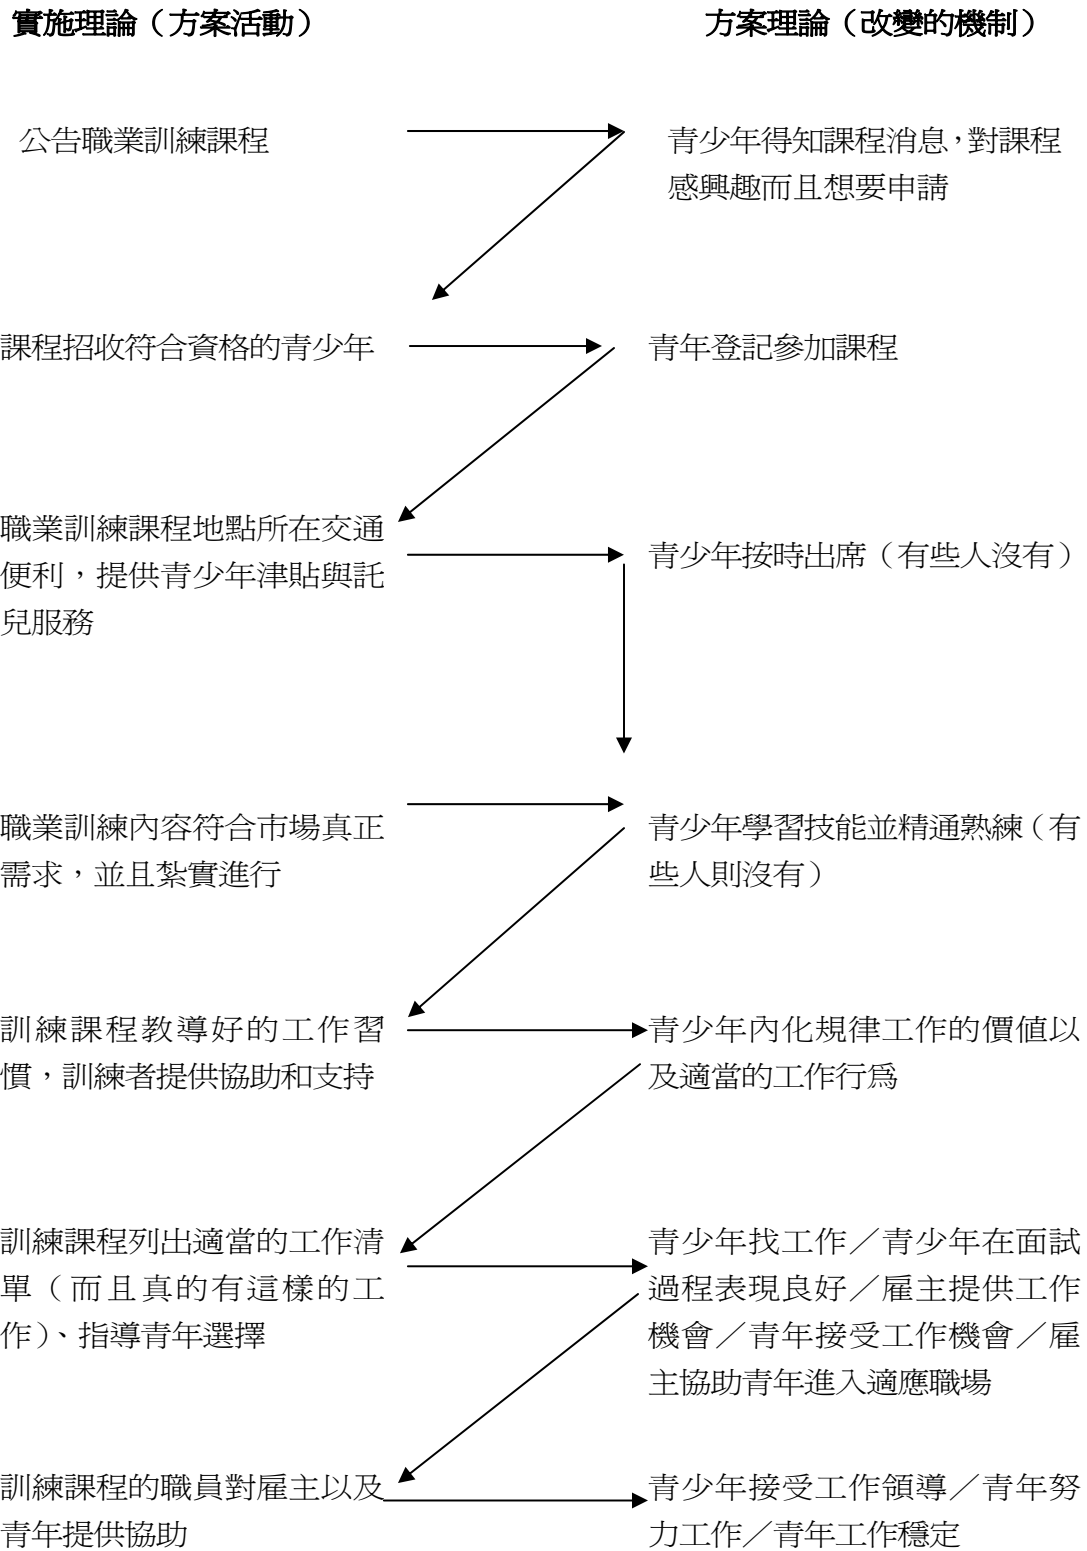 實施理論（方案活動）
方案理論（改變的機制）
公告職業訓練課程
青少年得知課程消息，對課程
感興趣而且想要申請
課程招收符合資格的青少年
青年登記參加課程
職業訓練課程地點所在交通
便利，提供青少年津貼與託
兒服務
青少年按時出席（有些人沒有）
職業訓練內容符合市場真正
需求，並且紮實進行
青少年學習技能並精通熟練（有
些人則沒有）
訓練課程教導好的工作習
慣，訓練者提供協助和支持
青少年內化規律工作的價值以
及適當的工作行為
訓練課程列出適當的工作清
單（而且真的有這樣的工
作）、指導青年選擇
青少年找工作／青少年在面試
過程表現良好／雇主提供工作
機會／青年接受工作機會／雇
主協助青年進入適應職場
訓練課程的職員對雇主以及
青年提供協助
青少年接受工作領導／青年努
力工作／青年工作穩定